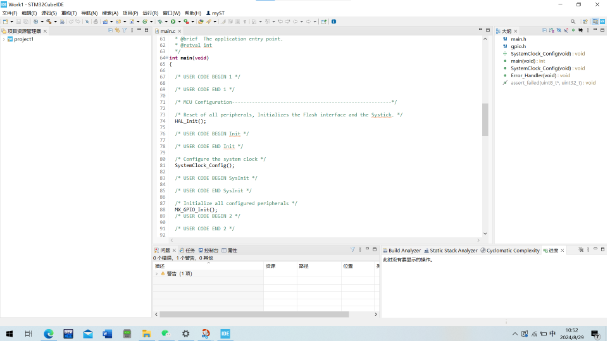 Work1 - STM32CubeIDE
文件(F) 编辑(E) 源码(S) 重构(T) 导航(N) 搜索(A) 项目(P) 运行(R) 窗口(W) 帮助(H) myST
项目资源管理器
project1
main.c
61 * @brief The application entry point.
62 * @retval int
63 */
64 int main(void)
65 {
66
67 /* USER CODE BEGIN 1 */
68
69 /* USER CODE END 1 */
70
71 /* MCU Configuration--------------------------------------------------------*/
72
73 /* Reset of all peripherals, Initializes the Flash interface and the Systick. */
74 HAL_Init();
75
76 /* USER CODE BEGIN Init */
77
78 /* USER CODE END Init */
79
80 /* Configure the system clock */
81 SystemClock_Config();
82
83 /* USER CODE BEGIN SysInit */
84
85 /* USER CODE END SysInit */
86
87 /* Initialize all configured peripherals */
88 MX_GPIO_Init();
89 /* USER CODE BEGIN 2 */
90
91 /* USER CODE END 2 */
92
大纲
main.h
gpio.h
SystemClock_Config(void) : void
main(void) : int
SystemClock_Config(void) : void
Error_Handler(void) : void
assert_failed(uint8_t*, uint32_t) : void
问题 任务 控制台 属性
0 个错误, 1 个警告, 0
描述 资源 路径 位置
警告 (1 项)
Build Analyzer Static Stack Analyzer Cyclomatic Complexity 进度
此时没有要显示的操作。
中
10:52
2024/8/29